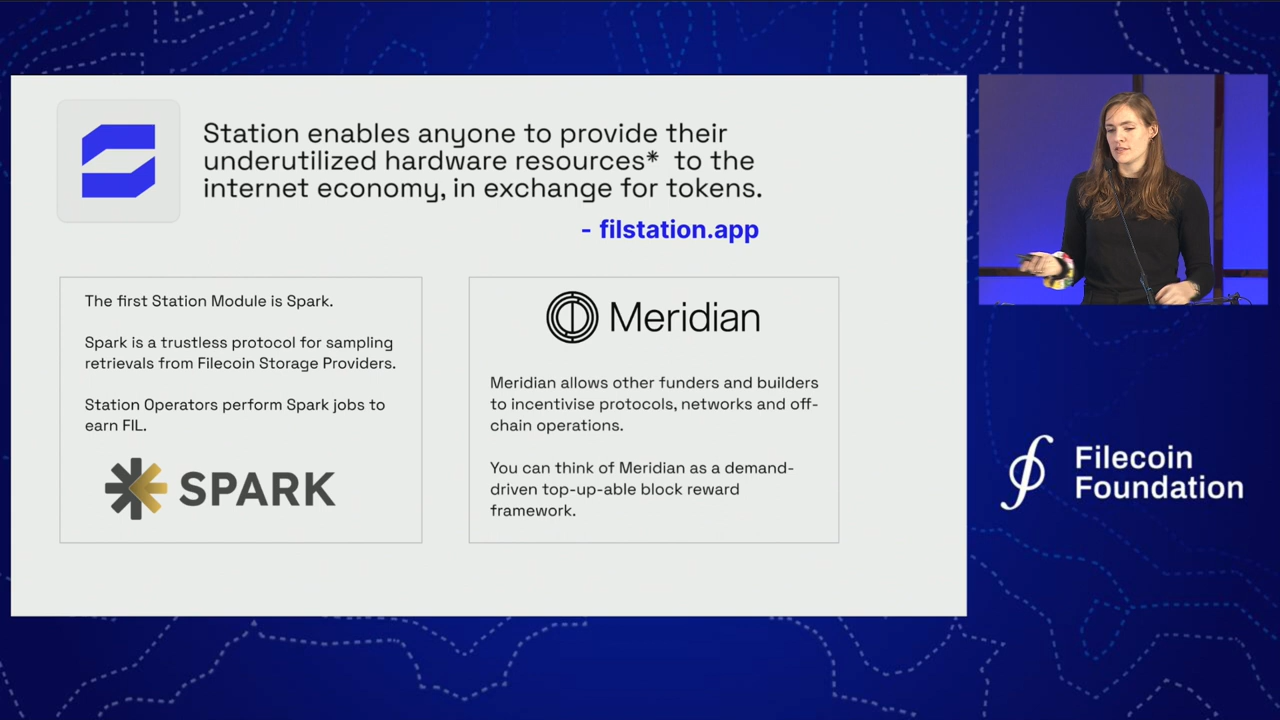 Station enables anyone to provide their
underutilized hardware resources* to the
internet economy, in exchange for tokens.
- filstation.app
The first Station Module is Spark.
Spark is a trustless protocol for sampling
retrievals from Filecoin Storage Providers.
Station Operators perform Spark jobs to
earn FIL.
SPARK
Meridian
Meridian allows other funders and builders
to incentivise protocols, networks and off-
chain operations.
You can think of Meridian as a demand-
driven top-up-able block reward
framework.
Filecoin
Foundation